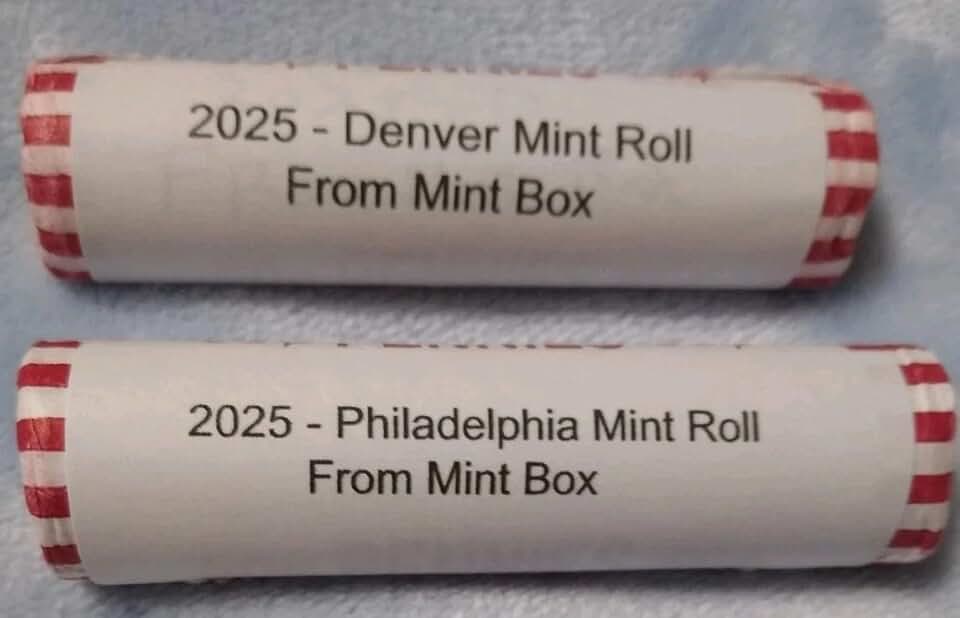 2025 - Denver Mint Roll
From Mint Box
2025 - Philadelphia Mint Roll
From Mint Box